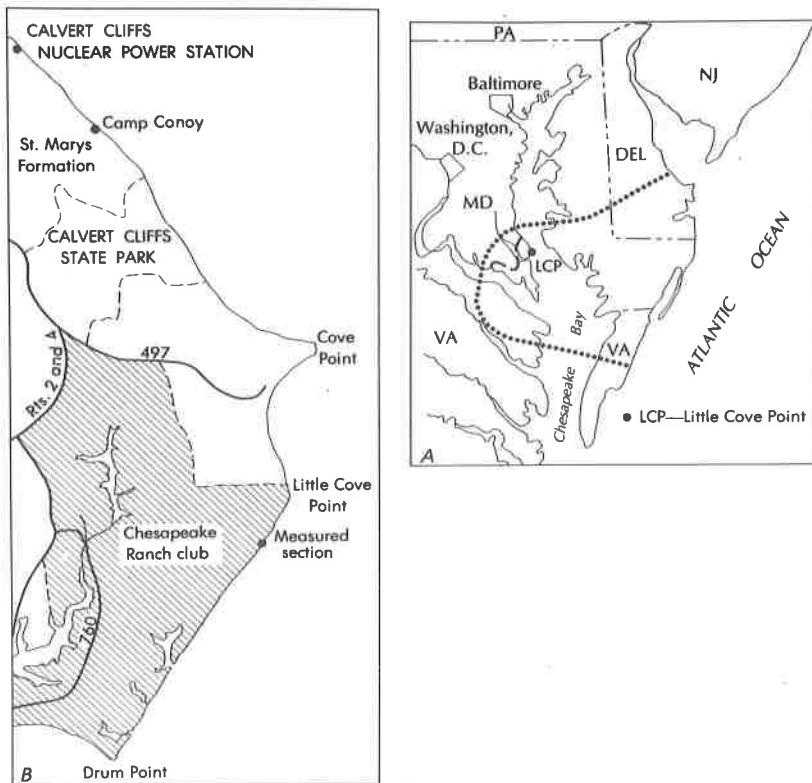 CALVERT CLIFFS
NUCLEAR POWER STATION
Camp Conoy
St. Marys
Formation
CALVERT CLIFFS
STATE PARK
Cove
Point
497
Rts. 2 and 4
Little Cove
Point
Measured
section
Chesapeake
Ranch club
760
B
Drum Point
PA
NJ
Baltimore
Washington,
D.C.
DEL
MD
LCP
VA
Chesapeake Bay
VA
ATLANTIC OCEAN
LCP—Little Cove Point
A